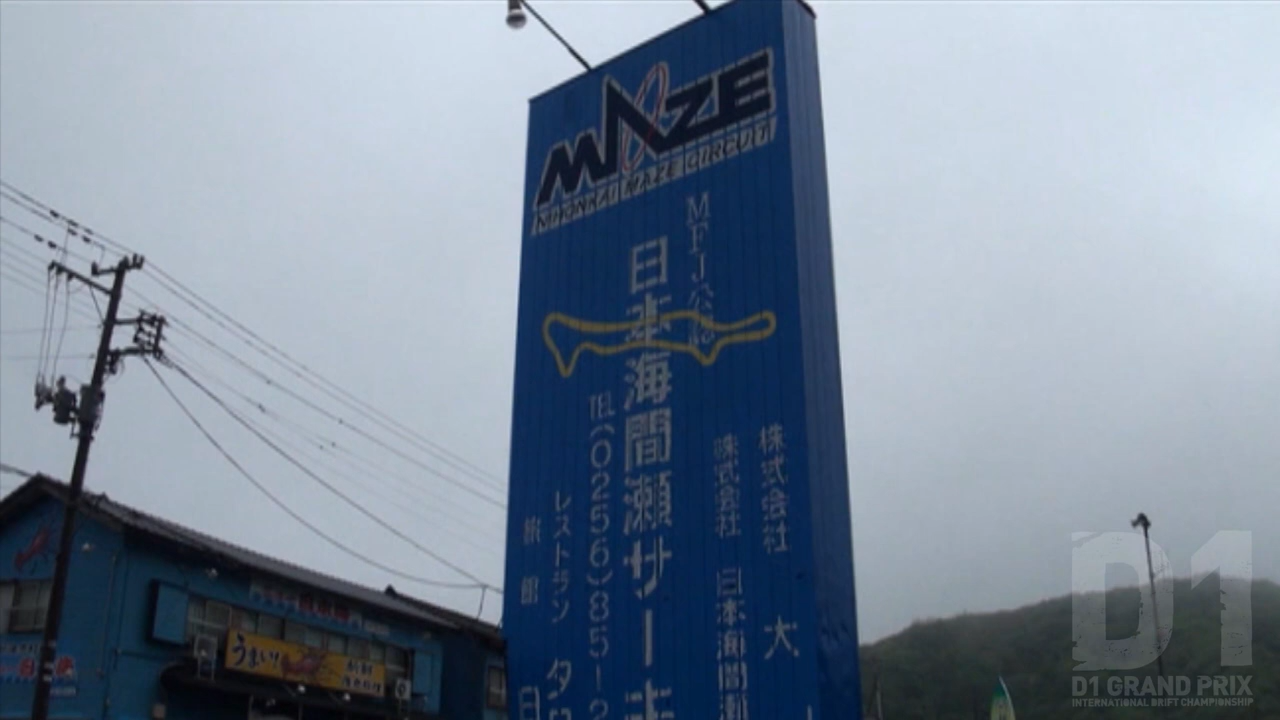 MAZE
NIHONKAI MAZE CIRCUIT
MFJ公認
日本海間瀬サー
株式会社 大
株式会社 日本海間瀬
TEL(0256)85-2
レストラン
旅館
うまい!
D1
D1 GRAND PRIX
INTERNATIONAL DRIFT CHAMPIONSHIP